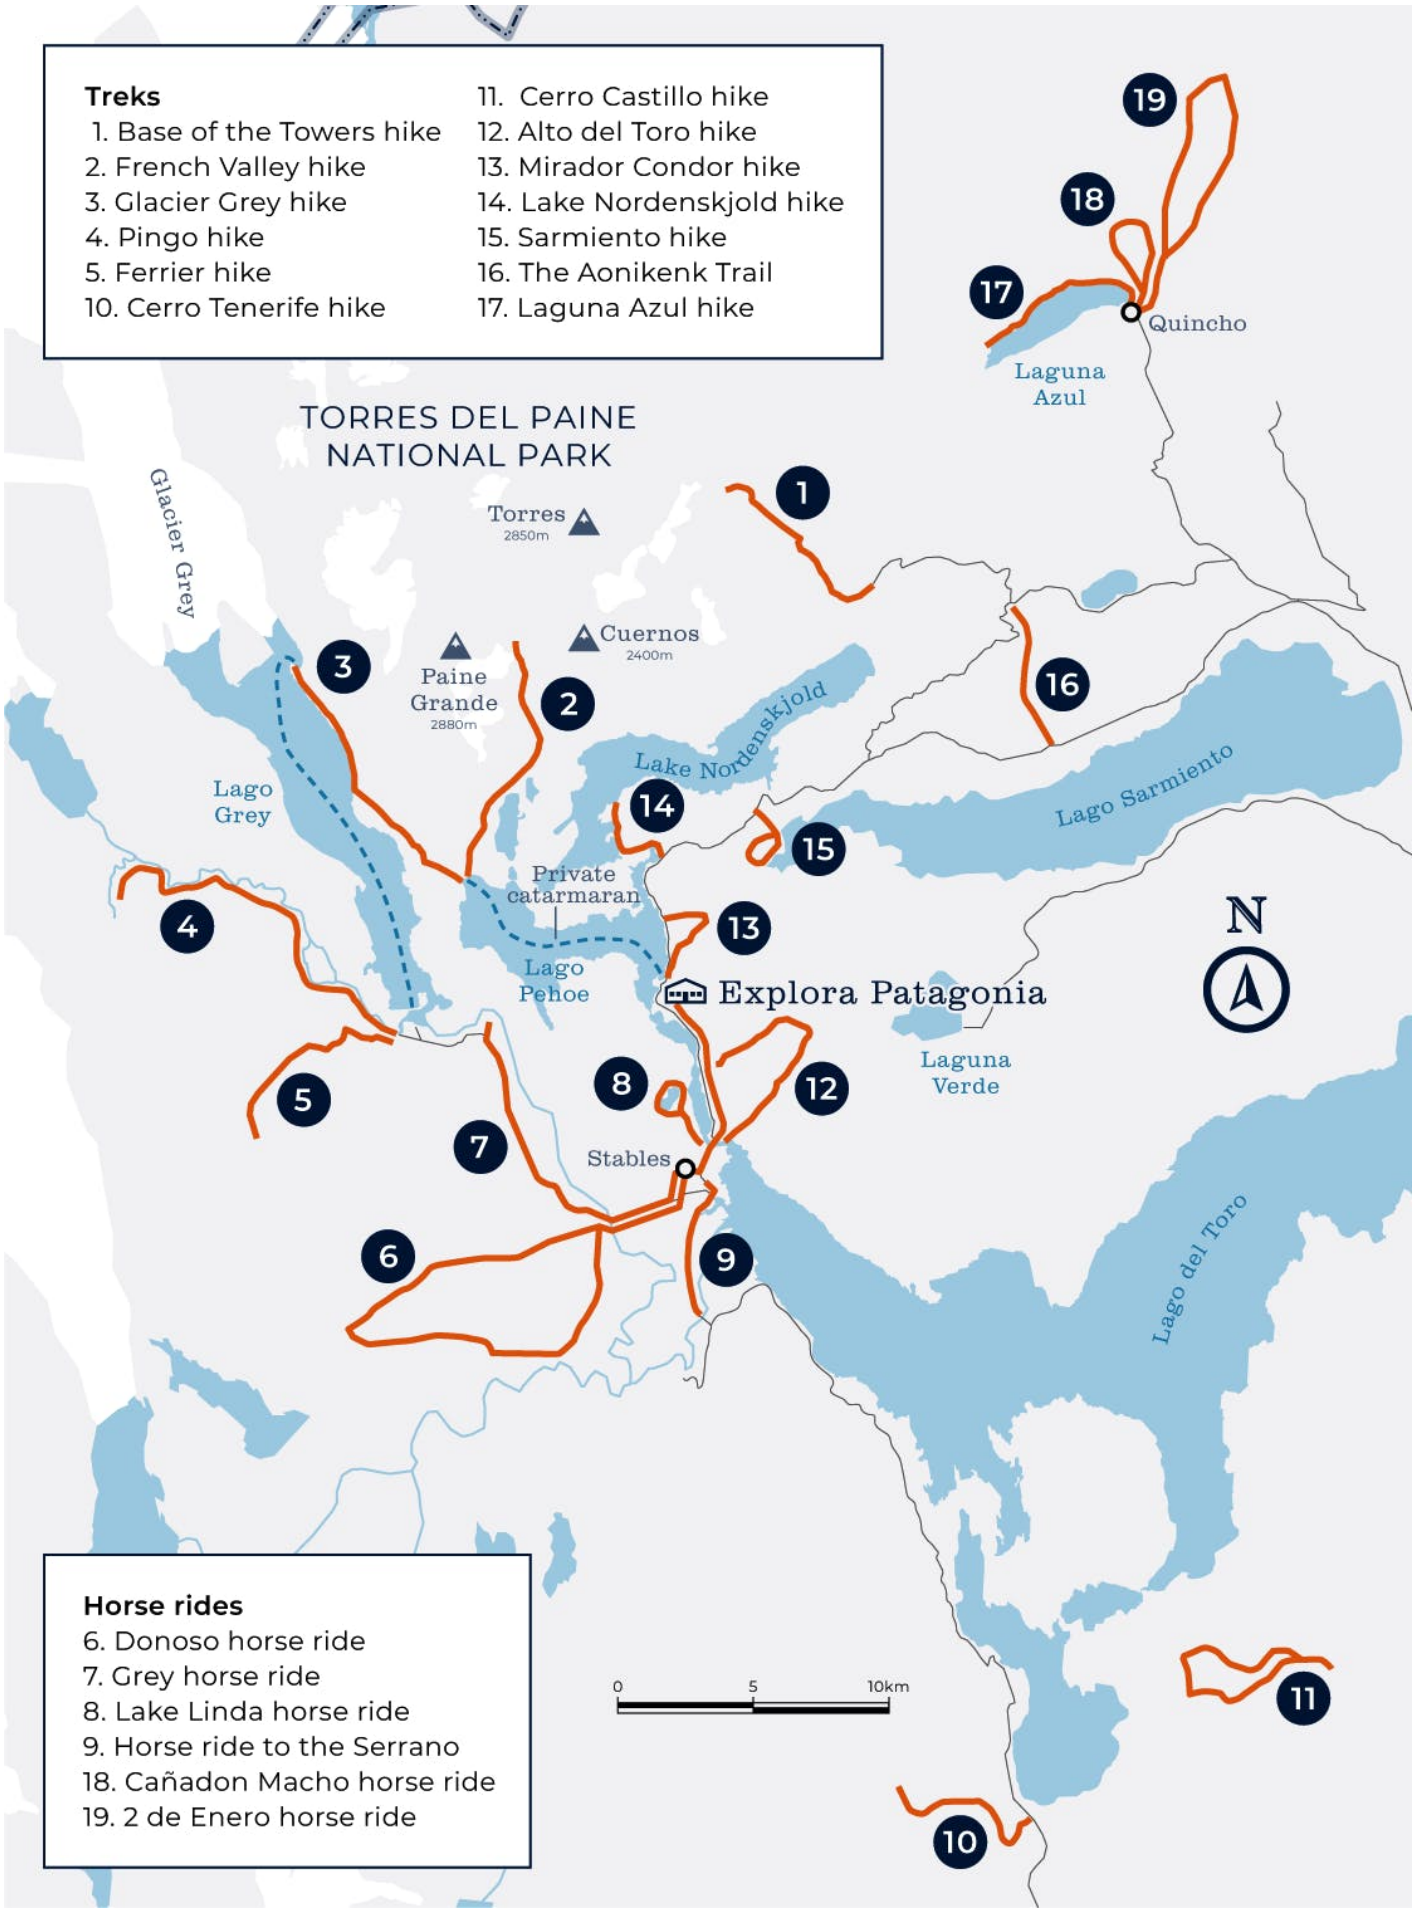 Treks
1. Base of the Towers hike
2. French Valley hike
3. Glacier Grey hike
4. Pingo hike
5. Ferrier hike
10. Cerro Tenerife hike
11. Cerro Castillo hike
12. Alto del Toro hike
13. Mirador Condor hike
14. Lake Nordenskjold hike
15. Sarmiento hike
16. The Aonikenk Trail
17. Laguna Azul hike
19
18
17
Quincho
Laguna
Azul
TORRES DEL PAINE
NATIONAL PARK
Glacier Grey
Torres
2850m
1
Cuernos
2400m
3
Paine
Grande
2880m
2
16
Lake Nordenskjold
Lago
Grey
14
Lago Sarmiento
15
Private
catarmaran
4
13
N
Lago
Pehoe
Explora Patagonia
Laguna
Verde
5
8
12
7
Stables
6
9
Lago del Toro
Horse rides
6. Donoso horse ride
7. Grey horse ride
8. Lake Linda horse ride
9. Horse ride to the Serrano
18. Cañadon Macho horse ride
19. 2 de Enero horse ride
0 5 10km
11
10